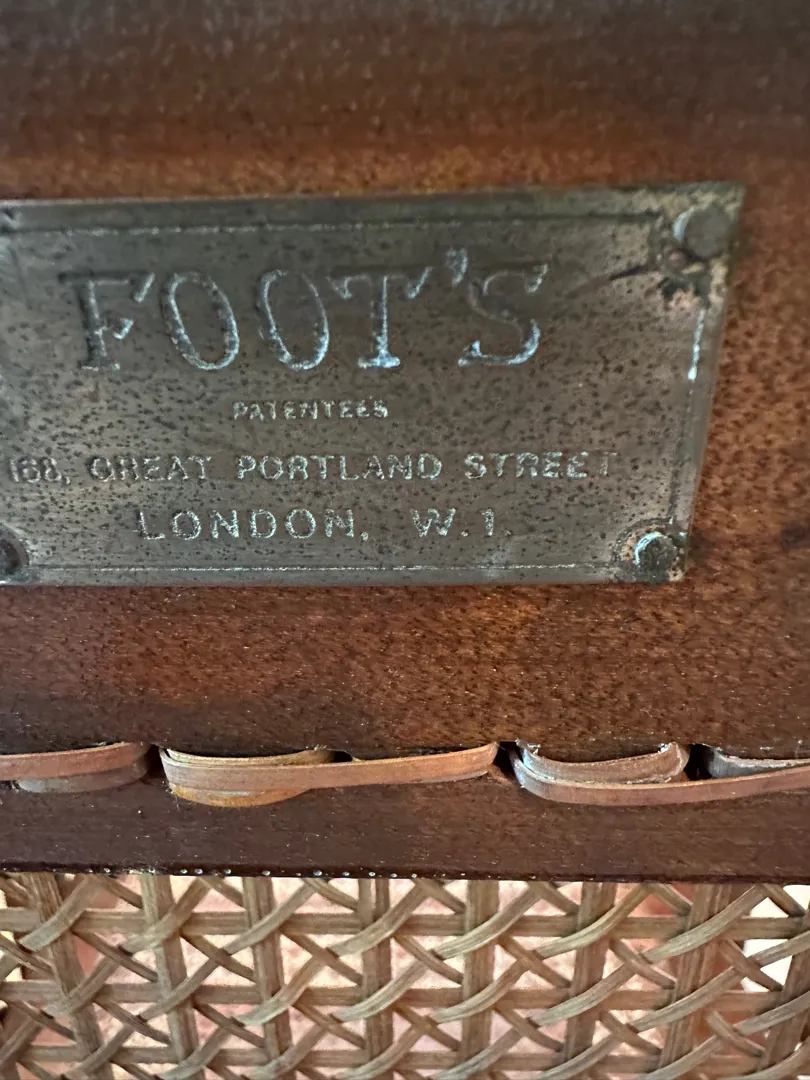 FOOT'S
PATENTEES
168, GREAT PORTLAND STREET
LONDON, W.1.